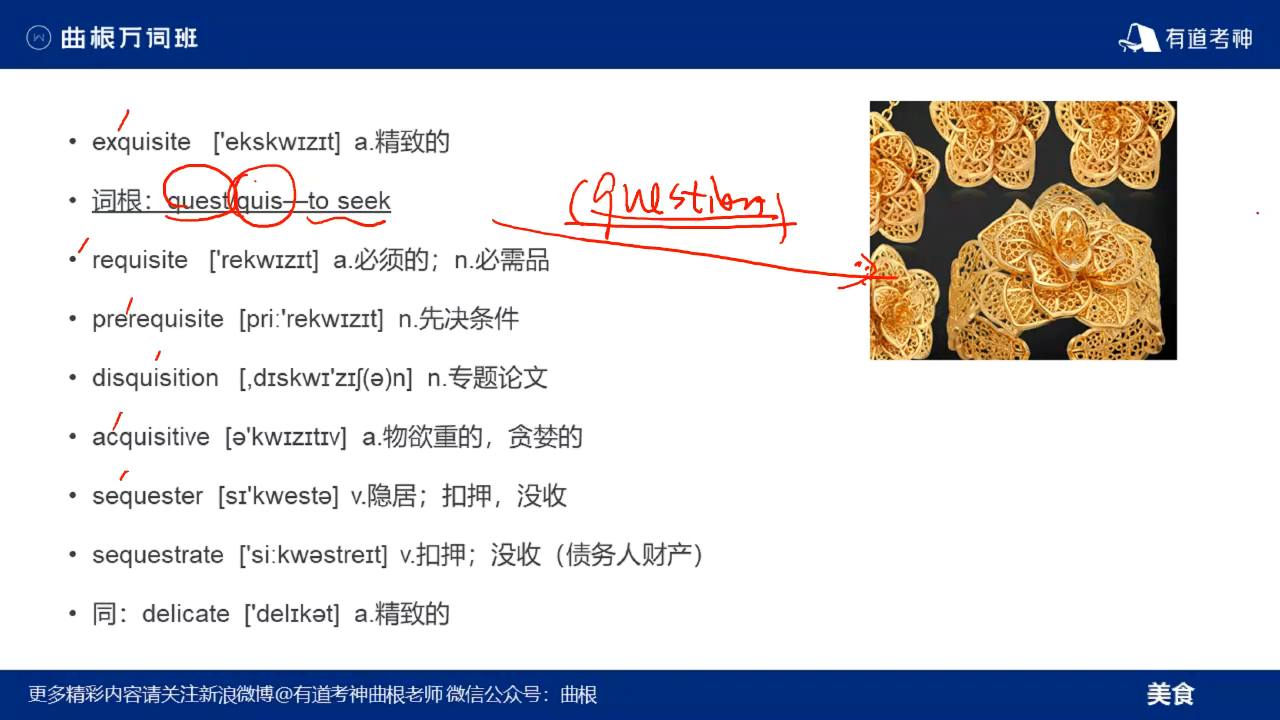 曲根万词班
有道考神
• exquisite ['ekskwɪzɪt] a.精致的
• 词根：quest/quis—to seek
(question)
• requisite ['rekwɪzɪt] a.必须的；n.必需品
• prerequisite [priː'rekwɪzɪt] n.先决条件
• disquisition [ˌdɪskwɪ'zɪʃ(ə)n] n.专题论文
• acquisitive [ə'kwɪzɪtɪv] a.物欲重的，贪婪的
• sequester [sɪ'kwestə] v.隐居；扣押，没收
• sequestrate ['siːkwəstreɪt] v.扣押；没收（债务人财产）
• 同：delicate ['delɪkət] a.精致的
更多精彩内容请关注新浪微博@有道考神曲根老师 微信公众号：曲根
美食